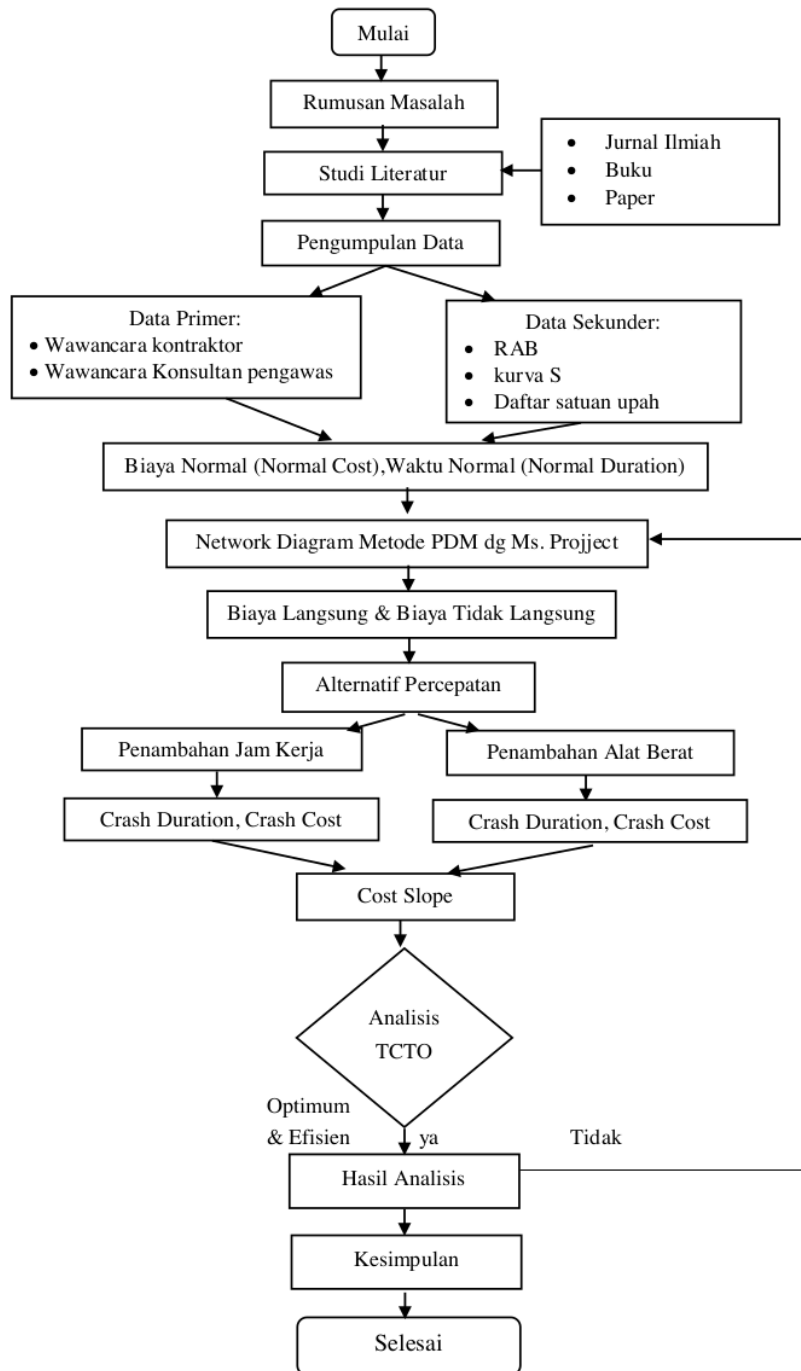 Mulai
Rumusan Masalah
• Jurnal Ilmiah
• Buku
• Paper
Studi Literatur
Pengumpulan Data
Data Primer:
• Wawancara kontraktor
• Wawancara Konsultan pengawas
Data Sekunder:
• RAB
• kurva S
• Daftar satuan upah
Biaya Normal (Normal Cost),Waktu Normal (Normal Duration)
Network Diagram Metode PDM dg Ms. Projject
Biaya Langsung & Biaya Tidak Langsung
Alternatif Percepatan
Penambahan Jam Kerja
Penambahan Alat Berat
Crash Duration, Crash Cost
Crash Duration, Crash Cost
Cost Slope
Analisis
TCTO
Optimum
& Efisien
ya
Tidak
Hasil Analisis
Kesimpulan
Selesai